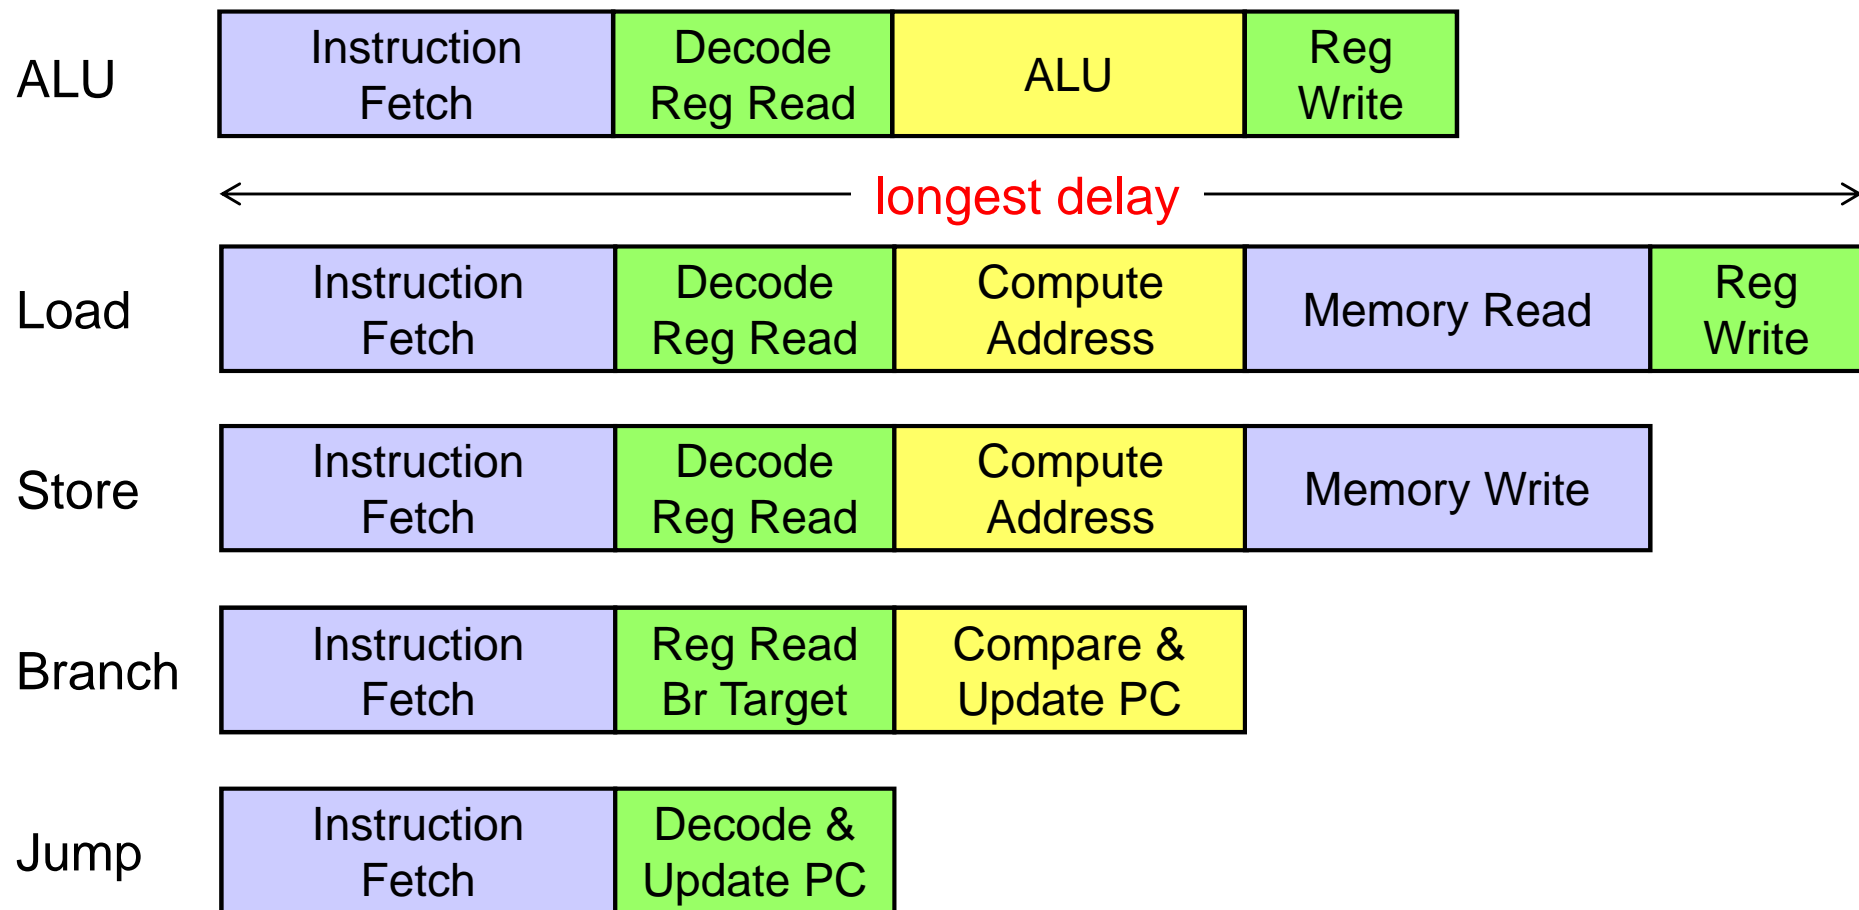 ALU
Instruction
Fetch
Decode
Reg Read
ALU
Reg
Write
longest delay
Load
Instruction
Fetch
Decode
Reg Read
Compute
Address
Memory Read
Reg
Write
Store
Instruction
Fetch
Decode
Reg Read
Compute
Address
Memory Write
Branch
Instruction
Fetch
Reg Read
Br Target
Compare &
Update PC
Jump
Instruction
Fetch
Decode &
Update PC